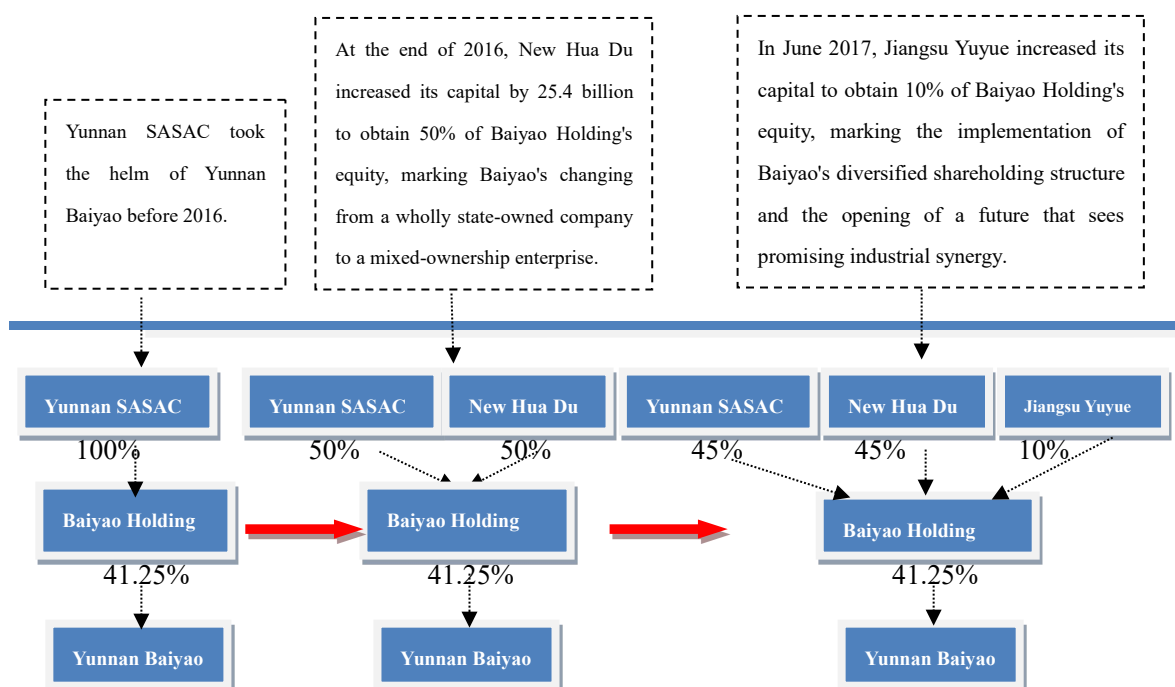 Yunnan SASAC took
the helm of Yunnan
Baiyao before 2016.
At the end of 2016, New Hua Du
increased its capital by 25.4 billion
to obtain 50% of Baiyao Holding's
equity, marking Baiyao's changing
from a wholly state-owned company
to a mixed-ownership enterprise.
In June 2017, Jiangsu Yuyue increased its
capital to obtain 10% of Baiyao Holding's
equity, marking the implementation of
Baiyao's diversified shareholding structure
and the opening of a future that sees
promising industrial synergy.
Yunnan SASAC
Yunnan SASAC
New Hua Du
Yunnan SASAC
New Hua Du
Jiangsu Yuyue
100%
50%
50%
45%
45%
10%
Baiyao Holding
Baiyao Holding
Baiyao Holding
41.25%
41.25%
41.25%
Yunnan Baiyao
Yunnan Baiyao
Yunnan Baiyao